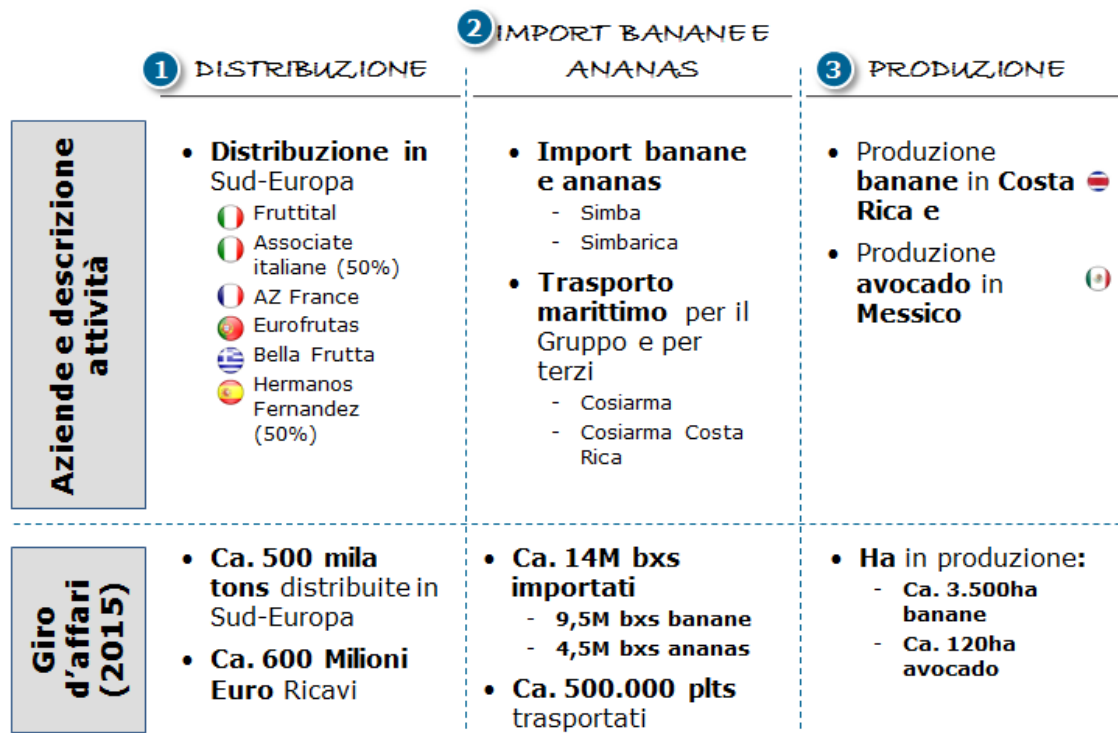 1 DISTRIBUZIONE
2 IMPORT BANANE E
ANANAS
3 PRODUZIONE
Aziende e descrizione
attività
• Distribuzione in
Sud-Europa
Fruttital
Associate
italiane (50%)
AZ France
Eurofrutas
Bella Frutta
Hermanos
Fernandez
(50%)
• Import banane
e ananas
- Simba
- Simbarica
• Trasporto
marittimo per il
Gruppo e per
terzi
- Cosiarma
- Cosiarma Costa
Rica
• Produzione
banane in Costa
Rica e
• Produzione
avocado in
Messico
Giro
d'affari
(2015)
• Ca. 500 mila
tons distribuite in
Sud-Europa
• Ca. 600 Milioni
Euro Ricavi
• Ca. 14M bxs
importati
- 9,5M bxs banane
- 4,5M bxs ananas
• Ca. 500.000 plts
trasportati
• Ha in produzione:
- Ca. 3.500ha
banane
- Ca. 120ha
avocado